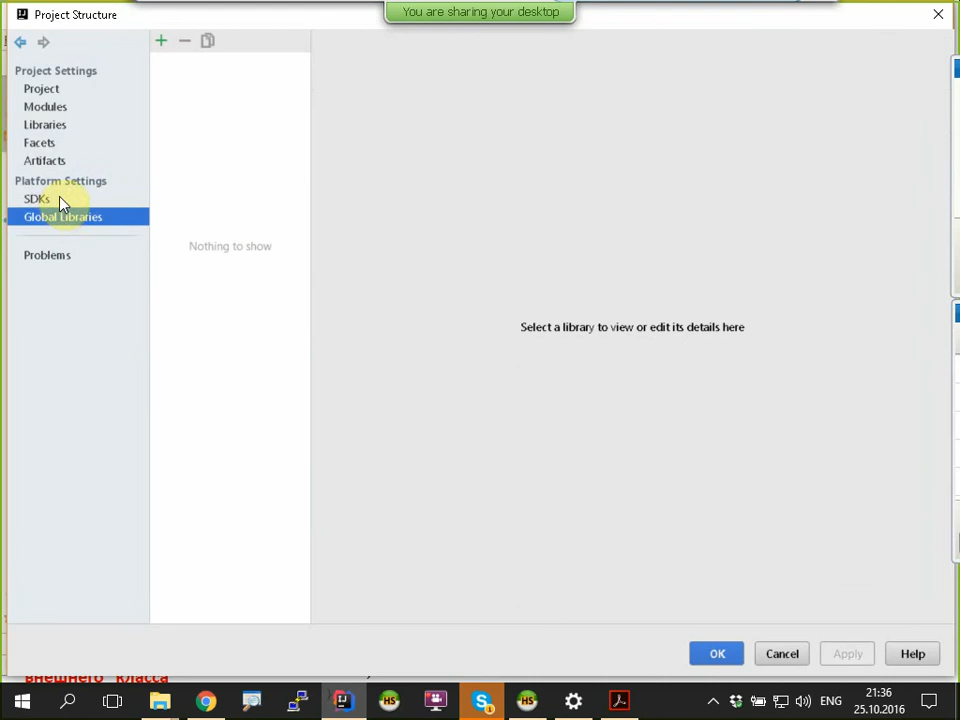 You are sharing your desktop
Project Structure
Project Settings
Project
Modules
Libraries
Facets
Artifacts
Platform Settings
SDKs
Global Libraries
Problems
Nothing to show
Select a library to view or edit its details here
OK
Cancel
Apply
Help
внешнего класса
ENG
21:36
25.10.2016